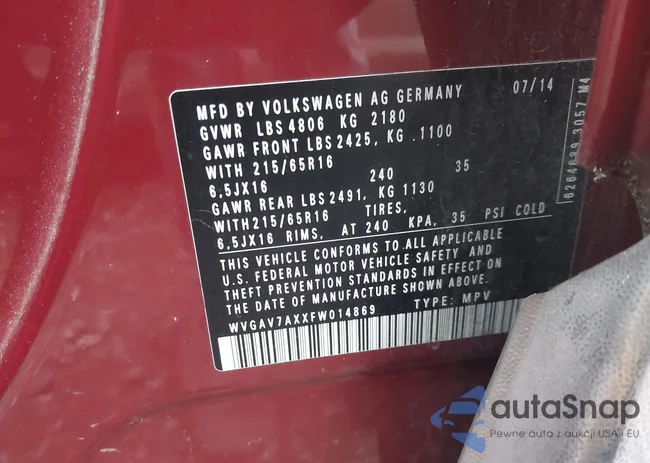 MFD BY VOLKSWAGEN AG GERMANY 07/14
GVWR LBS 4806 KG 2180
GAWR FRONT LBS 2425, KG .1100
WITH 215/65R16
6,5JX16 240 35
GAWR REAR LBS 2491, KG 1130
WITH215/65R16 TIRES,
6,5JX16 RIMS, AT 240 KPA, 35 PSI COLD
THIS VEHICLE CONFORMS TO ALL APPLICABLE
U.S. FEDERAL MOTOR VEHICLE SAFETY AND
THEFT PREVENTION STANDARDS IN EFFECT ON
THE DATE OF MANUFACTURE SHOWN ABOVE.
WVGAV7AXXFW014869 TYPE: MPV
3057 M4
autaSnap
Pewne auta z aukcji USA i EU